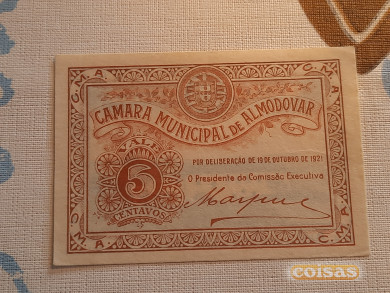 C.M.A.
C.M.A.
CAMARA MUNICIPAL DE ALMODOVAR
VALE
5
CENTAVOS
POR DELIBERAÇÃO DE 19 DE OUTUBRO DE 1921
O Presidente da Comissão Executiva
C.M.A.
C.M.A.
coisas